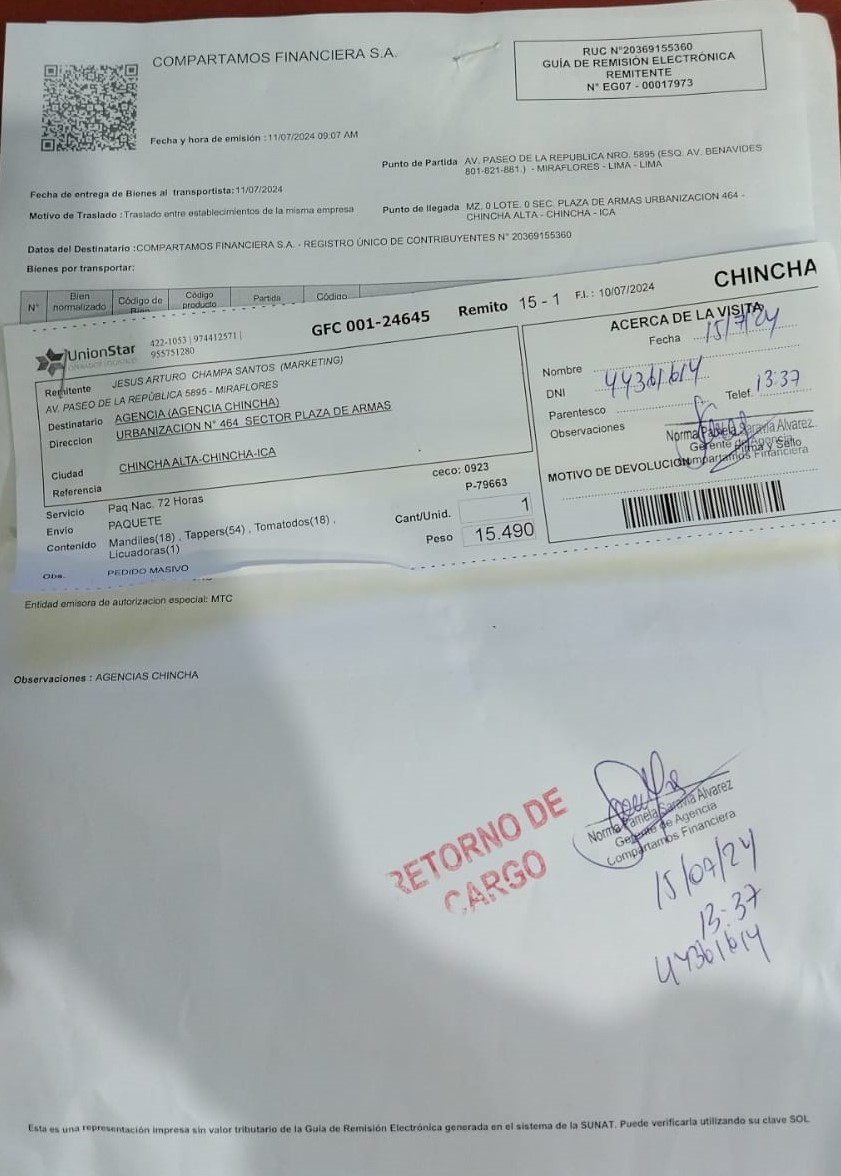 COMPARTAMOS FINANCIERA S.A.
RUC N°20369155360
GUÍA DE REMISIÓN ELECTRÓNICA
REMITENTE
N° EG07 - 00017973
Fecha y hora de emisión :11/07/2024 09:07 AM
Punto de Partida AV. PASEO DE LA REPUBLICA NRO. 5895 (ESQ. AV. BENAVIDES
801-821-881.) - MIRAFLORES - LIMA - LIMA
Fecha de entrega de Bienes al transportista:11/07/2024
Motivo de Traslado :Traslado entre establecimientos de la misma empresa
Punto de llegada MZ. 0 LOTE. 0 SEC. PLAZA DE ARMAS URBANIZACION 464 -
CHINCHA ALTA - CHINCHA - ICA
Datos del Destinatario :COMPARTAMOS FINANCIERA S.A. - REGISTRO ÚNICO DE CONTRIBUYENTES N° 20369155360
Bienes por transportar:
N° Bien normalizado Código de Bien Código producto Partida Código
UnionStar
422-1053 | 974412571 |
955751280
GFC 001-24645 Remito 15 - 1 F.I. : 10/07/2024 CHINCHA
Remitente JESUS ARTURO CHAMPA SANTOS (MARKETING)
AV. PASEO DE LA REPÚBLICA 5895 - MIRAFLORES
Destinatario AGENCIA (AGENCIA CHINCHA)
Direccion URBANIZACION N° 464 SECTOR PLAZA DE ARMAS
Ciudad CHINCHA ALTA-CHINCHA-ICA
Referencia
Servicio Paq.Nac. 72 Horas
Envio PAQUETE
Contenido Mandiles(18) , Tappers(54) , Tomatodos(18) ,
Licuadoras(1)
Obs. PEDIDO MASIVO
ceco: 0923
P-79663
Cant/Unid. 1
Peso 15.490
ACERCA DE LA VISITA
Fecha 15/7/24
Nombre
DNI 44361614
Parentesco Telef. 13:37
Observaciones
Norma Pamela Saravia Alvarez
Gerente de Agencia
Compartamos Financiera
Firma y Sello
MOTIVO DE DEVOLUCION
Entidad emisora de autorizacion especial: MTC
Observaciones : AGENCIAS CHINCHA
RETORNO DE
CARGO
Norma Pamela Saravia Alvarez
Gerente de Agencia
Compartamos Financiera
15/07/24
13:37
44361614
Esta es una representación impresa sin valor tributario de la Guía de Remisión Electrónica generada en el sistema de la SUNAT. Puede verificarla utilizando su clave SOL